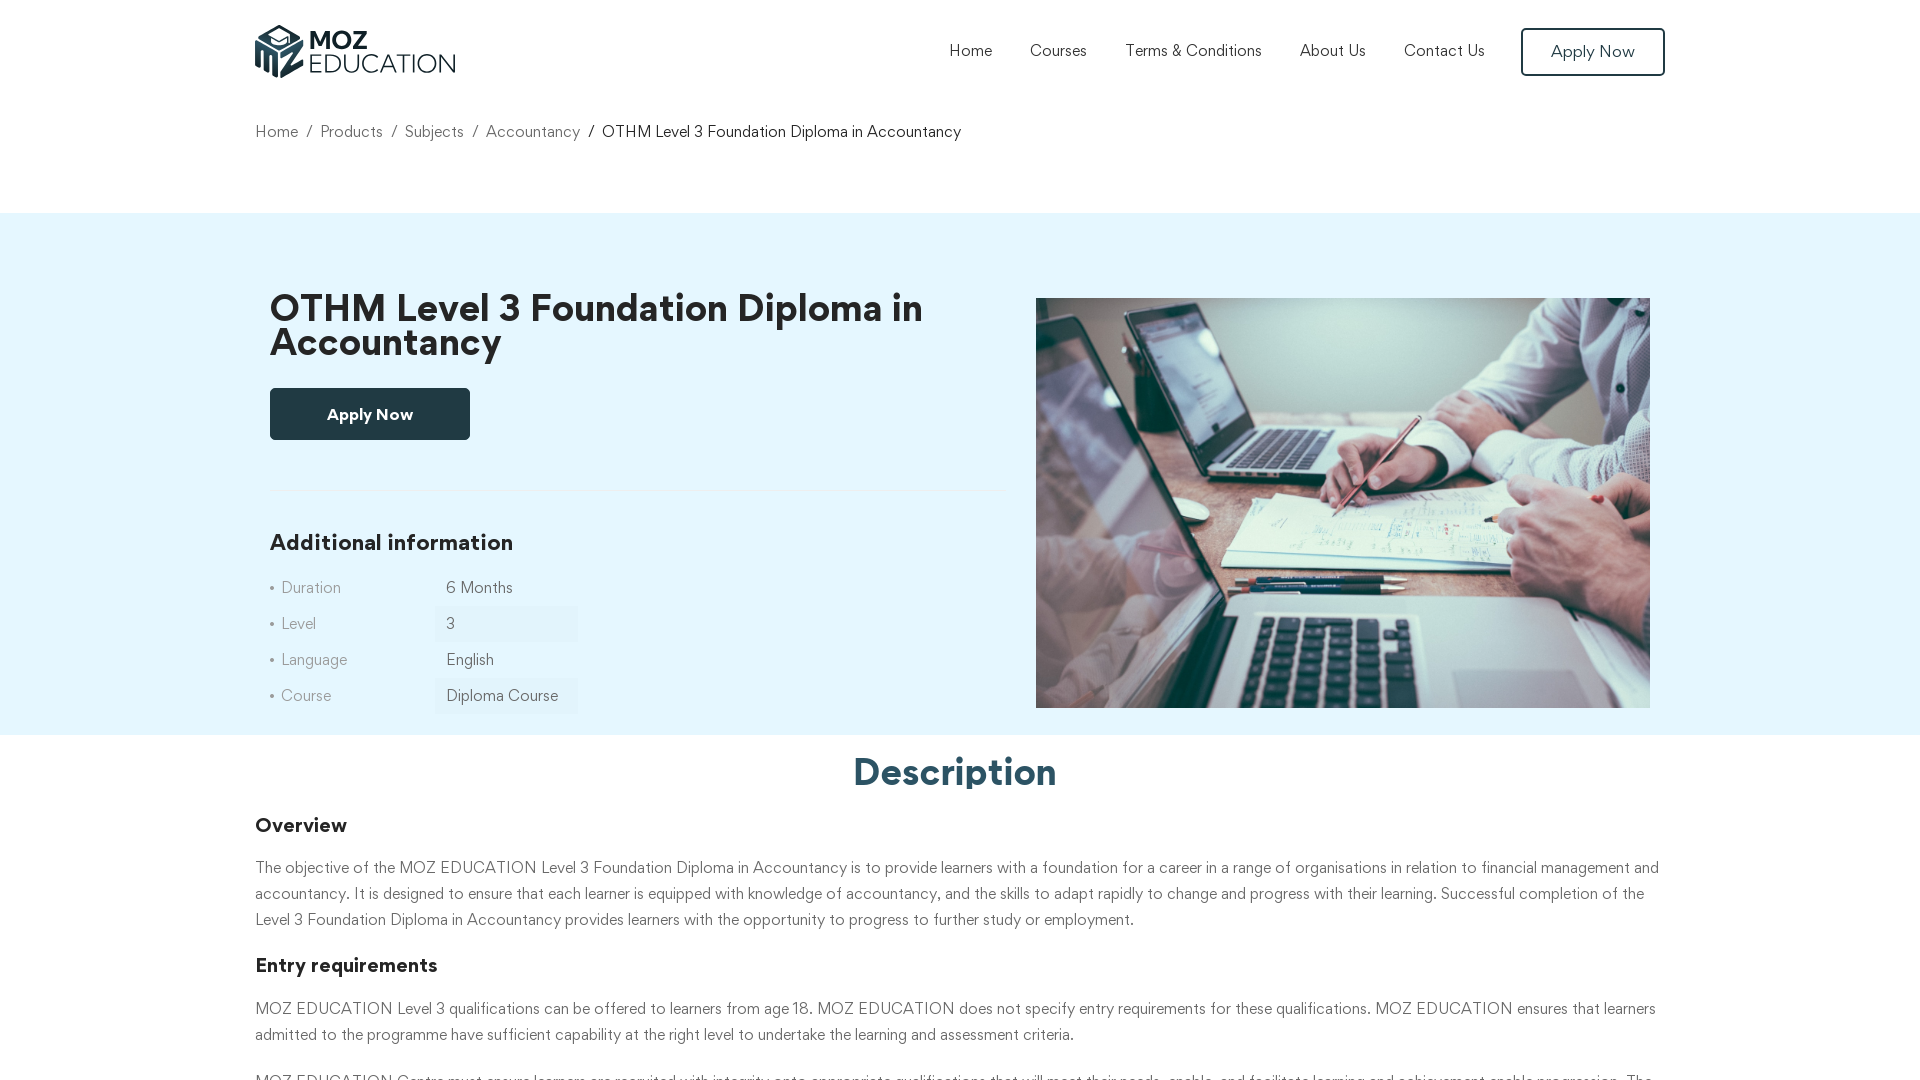 MOZ
EDUCATION
Home
Courses
Terms & Conditions
About Us
Contact Us
Apply Now
Home / Products / Subjects / Accountancy / OTHM Level 3 Foundation Diploma in Accountancy
OTHM Level 3 Foundation Diploma in
Accountancy
Apply Now
Additional information
• Duration 6 Months
• Level 3
• Language English
• Course Diploma Course
Description
Overview
The objective of the MOZ EDUCATION Level 3 Foundation Diploma in Accountancy is to provide learners with a foundation for a career in a range of organisations in relation to financial management and
accountancy. It is designed to ensure that each learner is equipped with knowledge of accountancy, and the skills to adapt rapidly to change and progress with their learning. Successful completion of the
Level 3 Foundation Diploma in Accountancy provides learners with the opportunity to progress to further study or employment.
Entry requirements
MOZ EDUCATION Level 3 qualifications can be offered to learners from age 18. MOZ EDUCATION does not specify entry requirements for these qualifications. MOZ EDUCATION ensures that learners
admitted to the programme have sufficient capability at the right level to undertake the learning and assessment criteria.